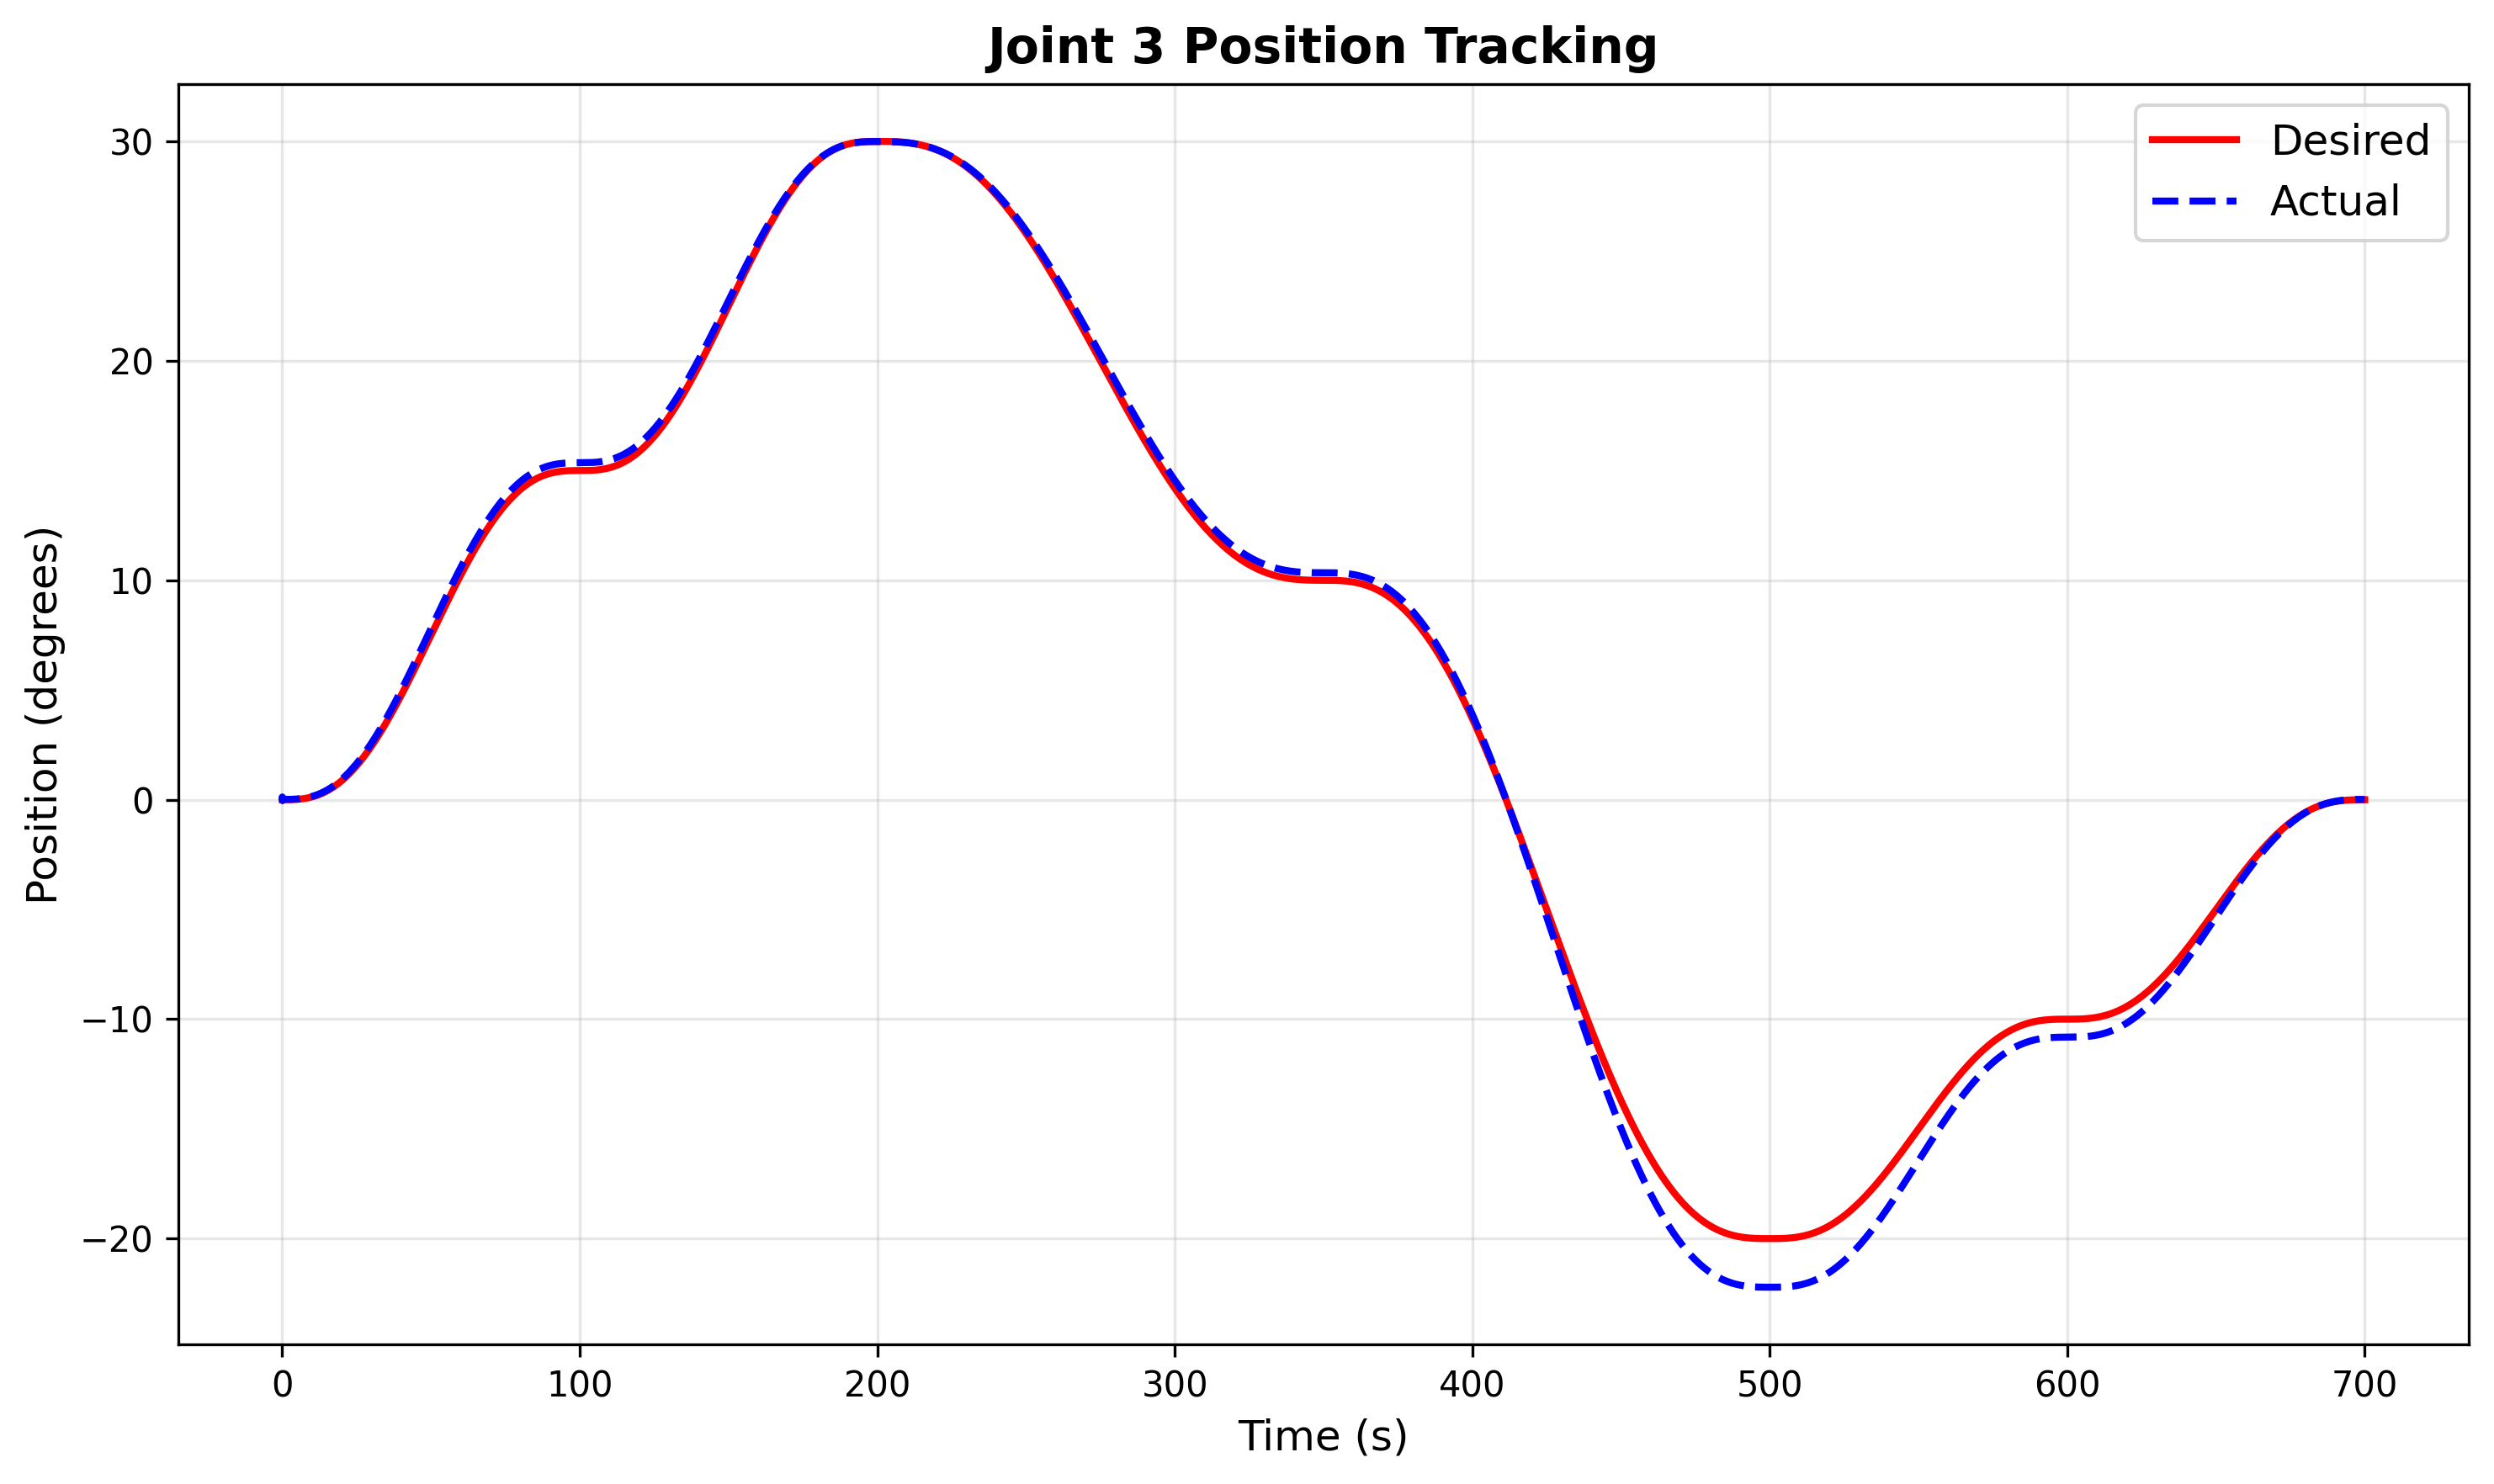 Joint 3 Position Tracking
Desired
Actual
Position (degrees)
30
20
10
0
−10
−20
0 100 200 300 400 500 600 700
Time (s)